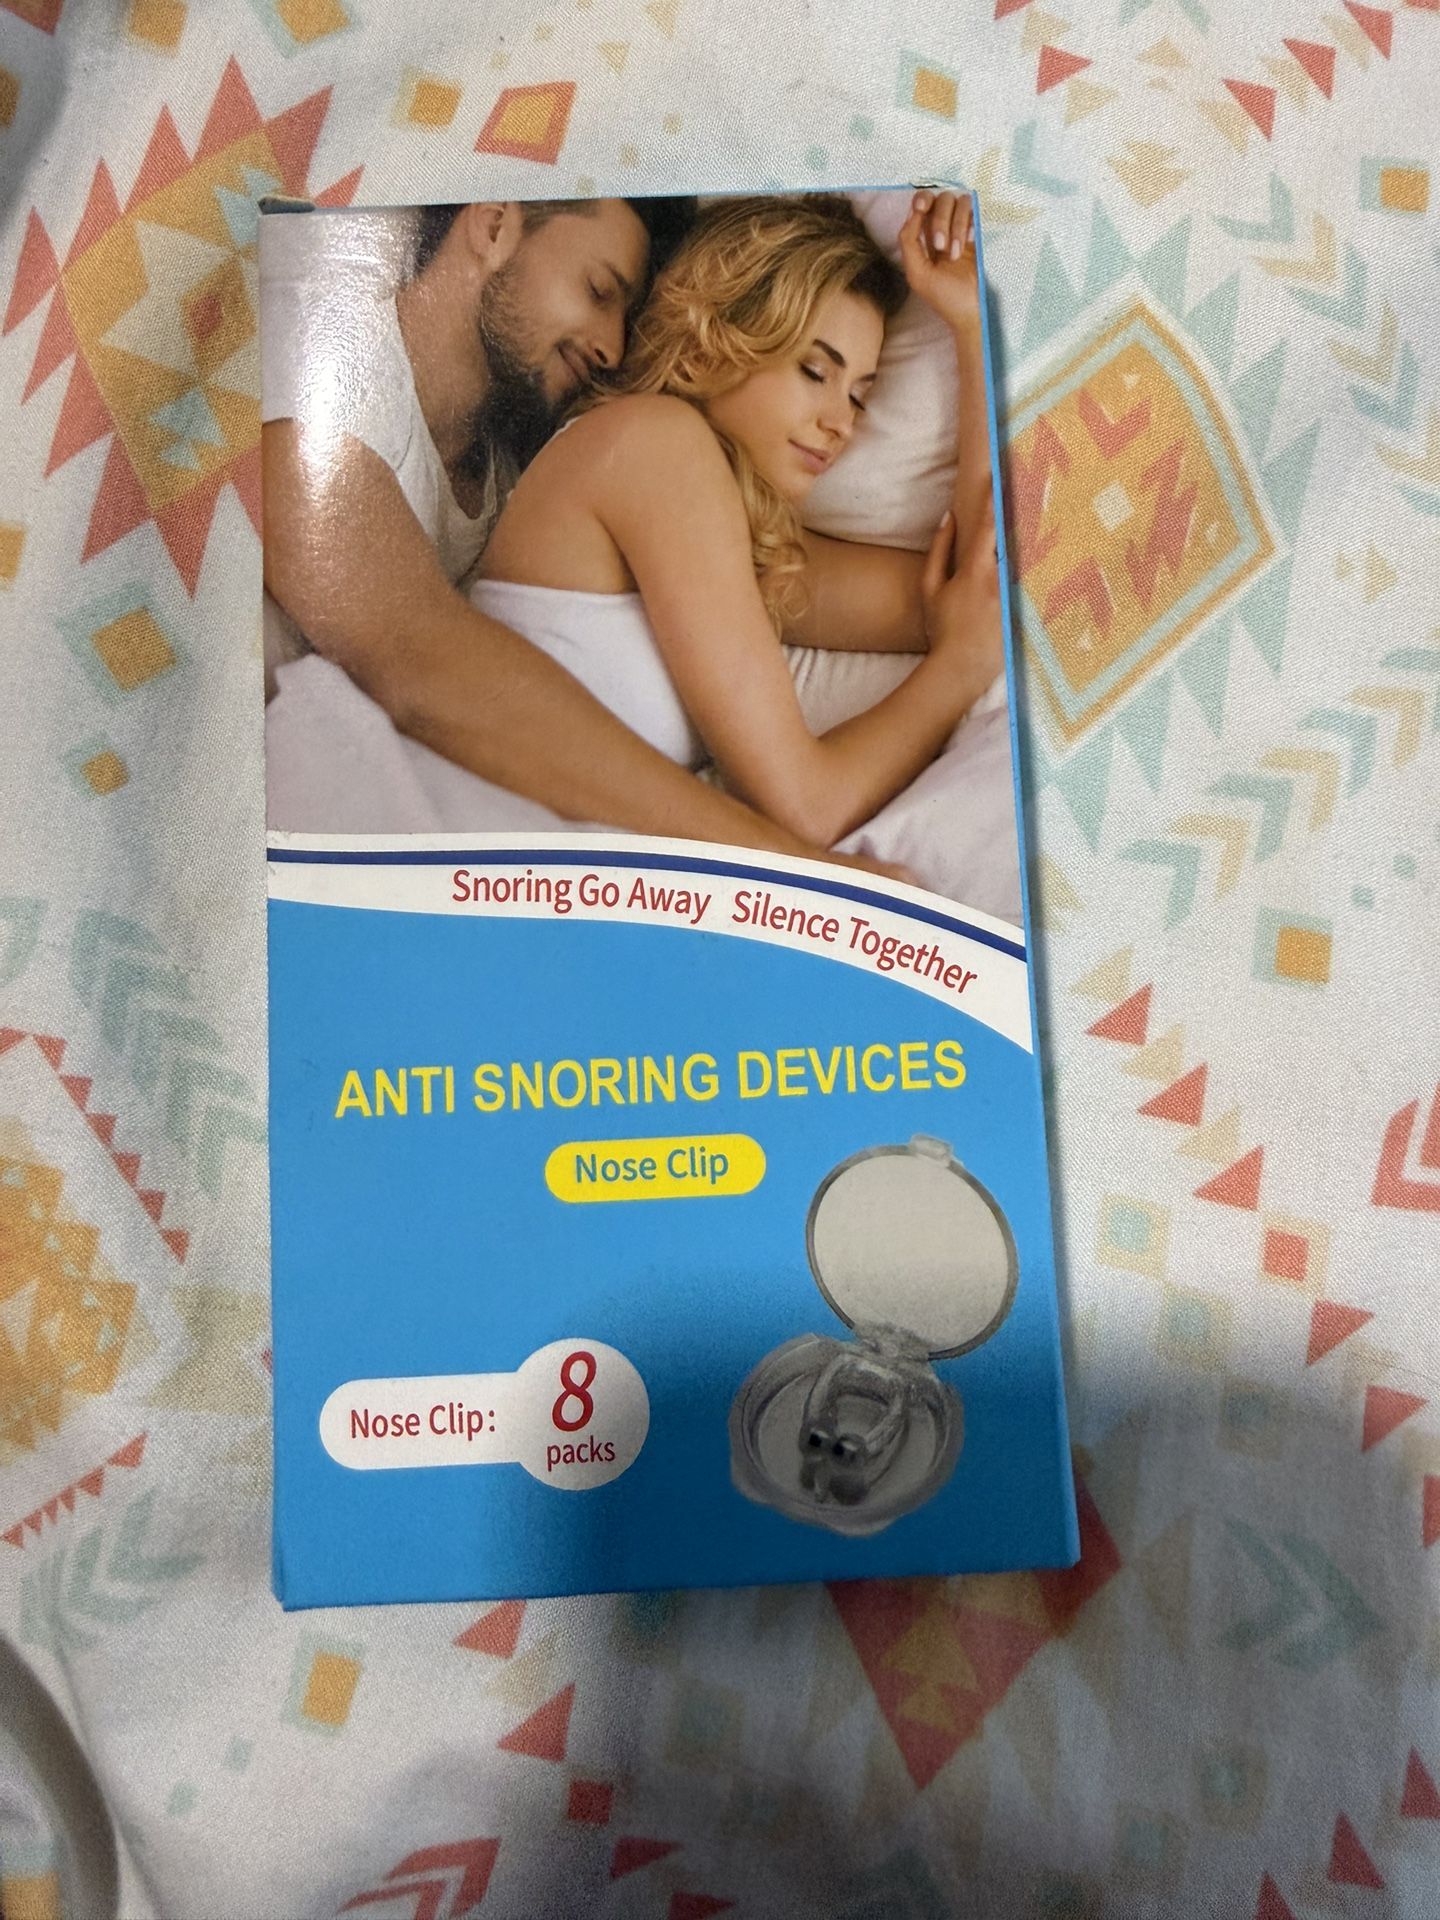 Snoring Go Away Silence Together
ANTI SNORING DEVICES
Nose Clip
Nose Clip: 8
packs